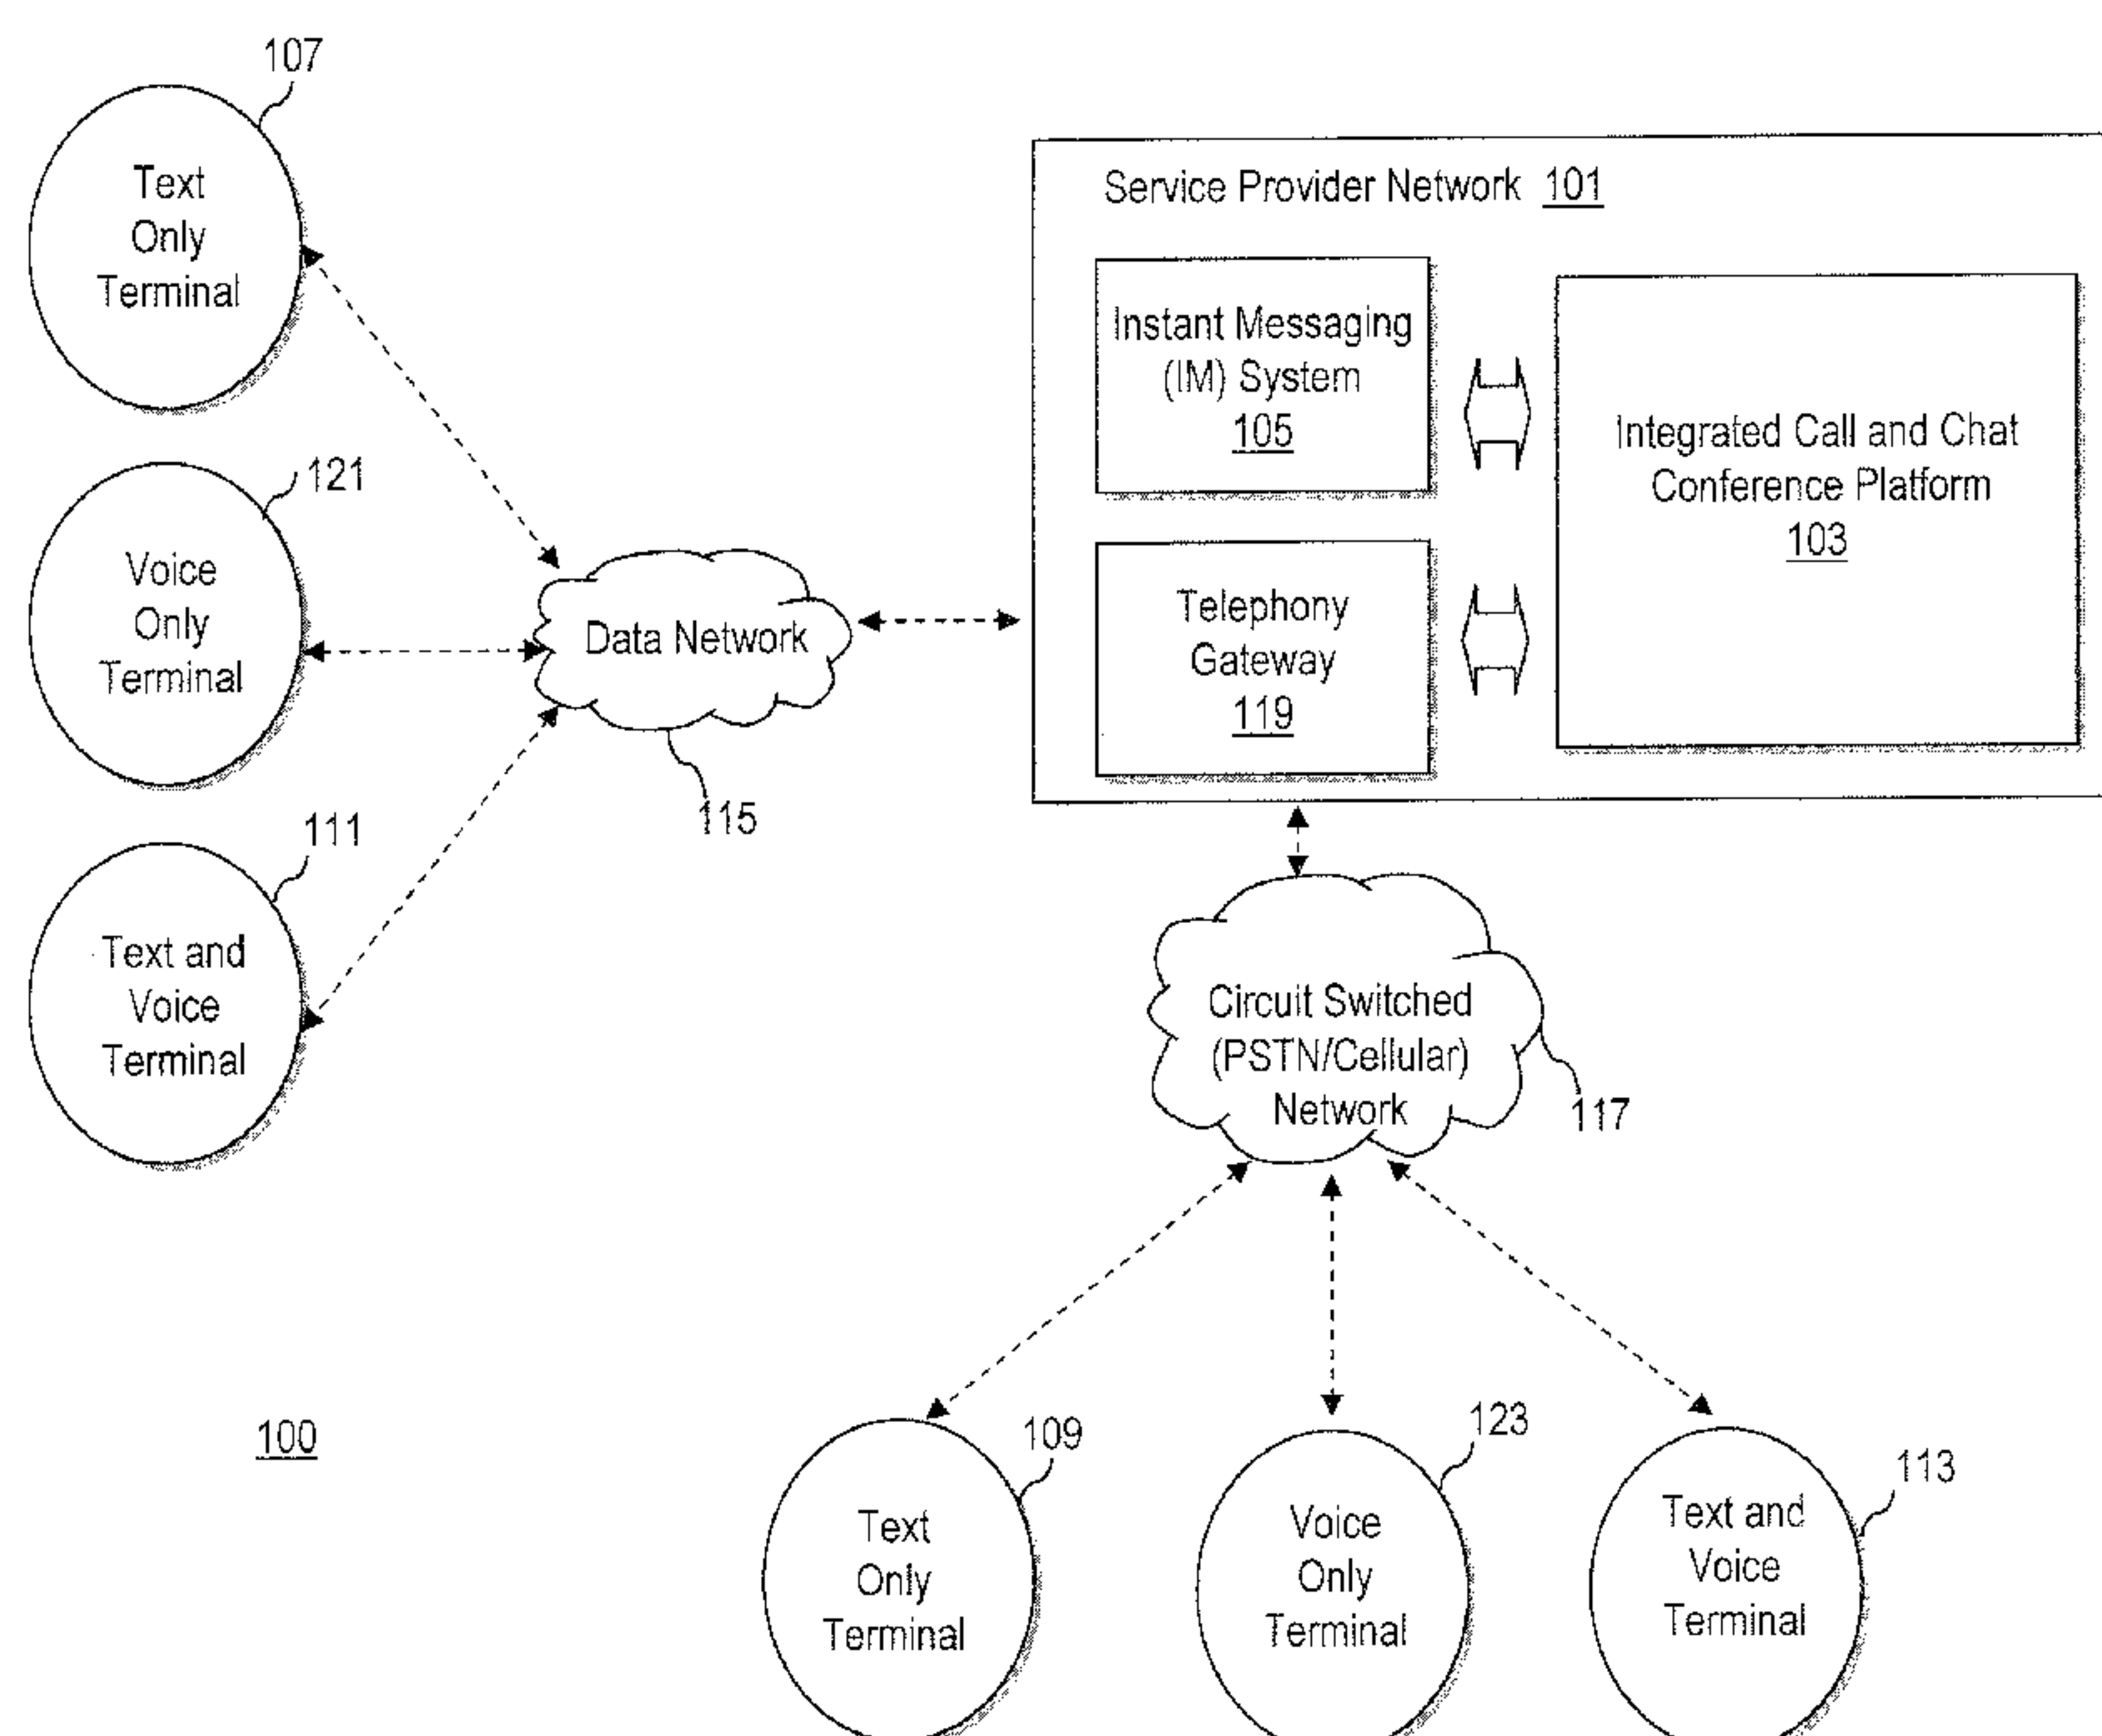 107
Text
Only
Terminal
121
Voice
Only
Terminal
111
Text and
Voice
Terminal
Data Network
115
Service Provider Network 101
Instant Messaging
(IM) System
105
Telephony
Gateway
119
Integrated Call and Chat
Conference Platform
103
Circuit Switched
(PSTN/Cellular)
Network
117
100
109
Text
Only
Terminal
123
Voice
Only
Terminal
113
Text and
Voice
Terminal